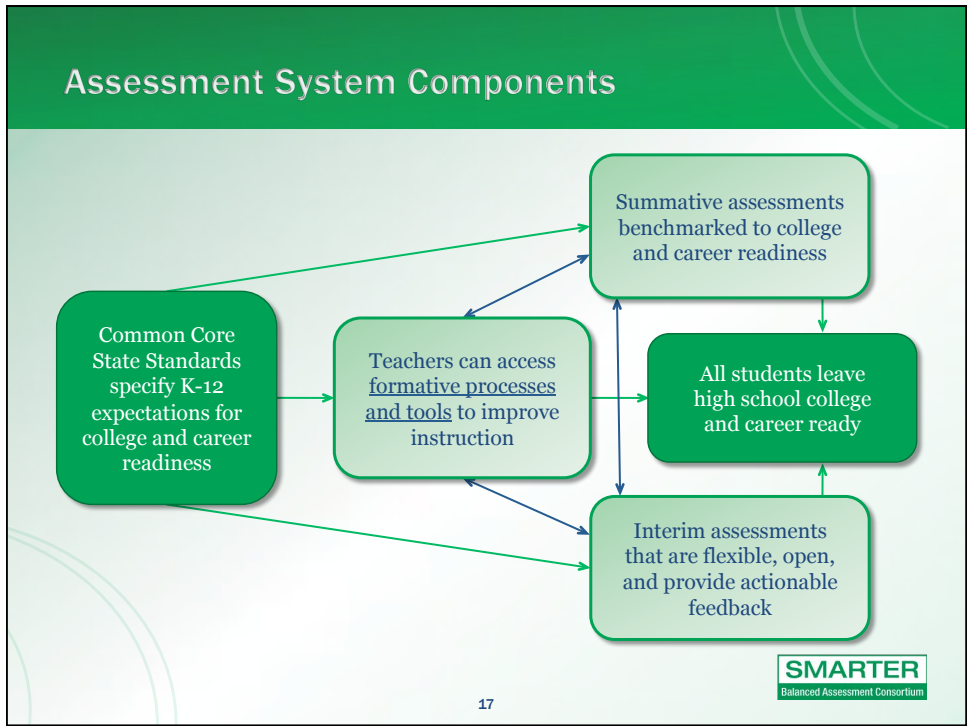 Assessment System Components
Summative assessments
benchmarked to college
and career readiness
Common Core
State Standards
specify K-12
expectations for
college and career
readiness
Teachers can access
formative processes
and tools to improve
instruction
All students leave
high school college
and career ready
Interim assessments
that are flexible, open,
and provide actionable
feedback
SMARTER
Balanced Assessment Consortium
17